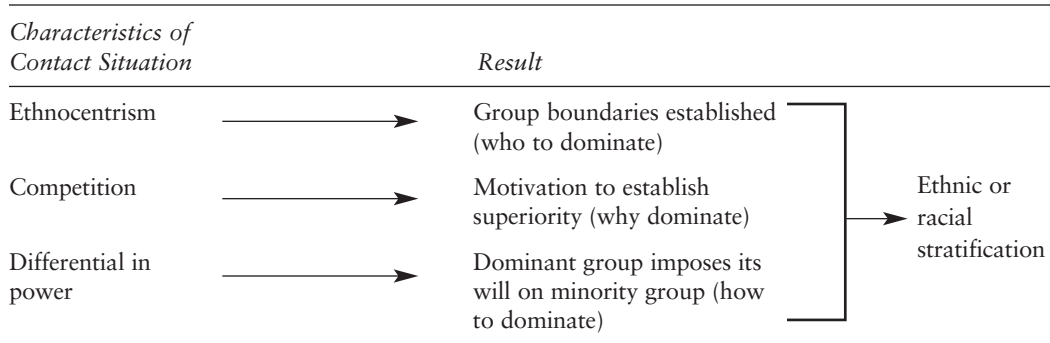 Characteristics of
Contact Situation
Result
Ethnocentrism
Group boundaries established
(who to dominate)
Competition
Motivation to establish
superiority (why dominate)
Differential in
power
Dominant group imposes its
will on minority group (how
to dominate)
Ethnic or
racial
stratification